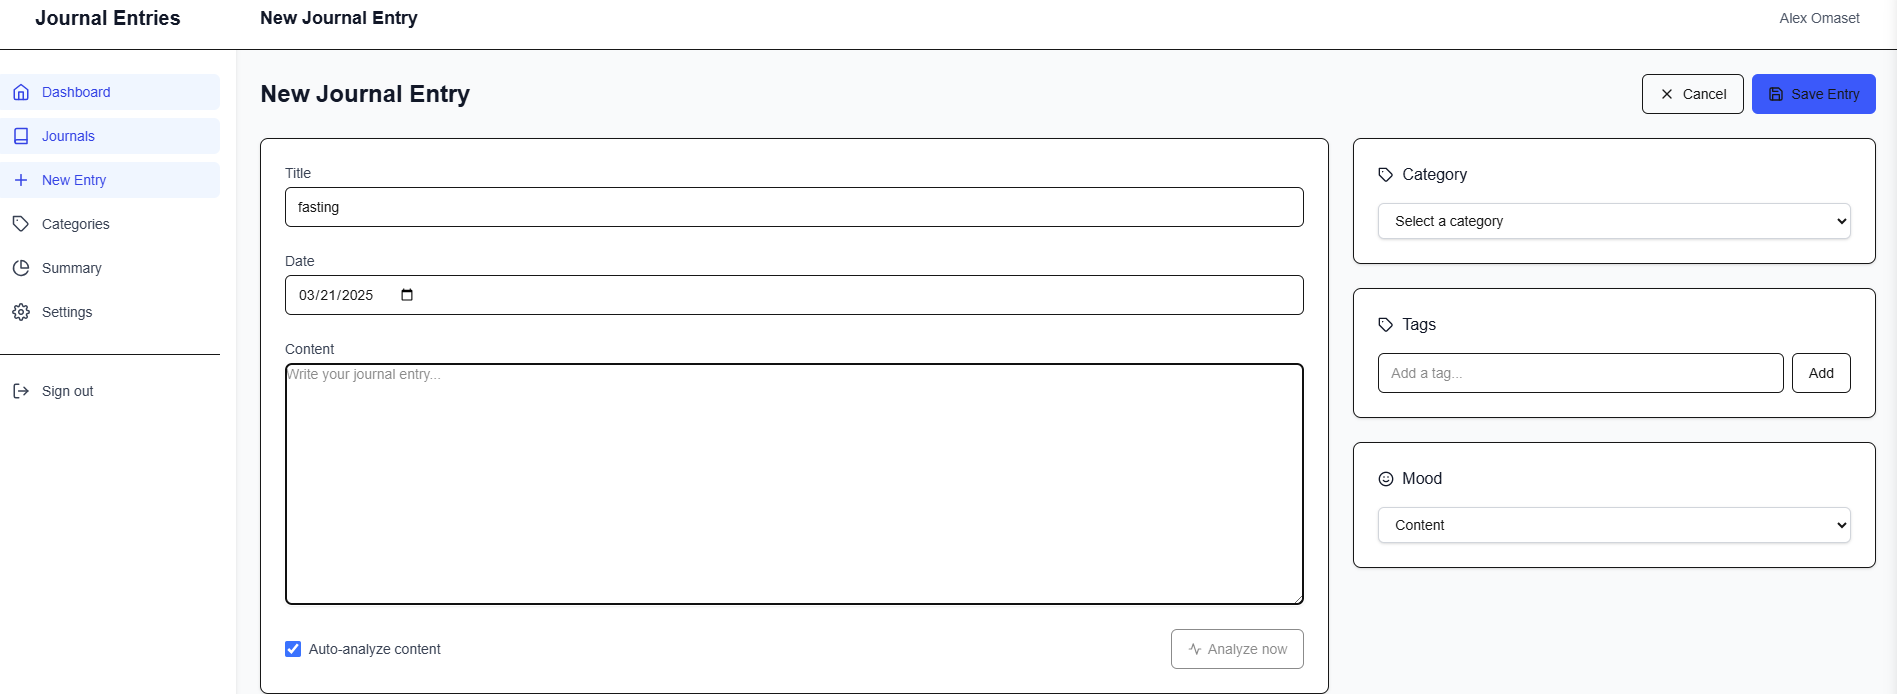 Journal Entries
New Journal Entry
Alex Omaset
Dashboard
Journals
New Entry
Categories
Summary
Settings
Sign out
New Journal Entry
Cancel
Save Entry
Title
fasting
Date
03/21/2025
Content
Write your journal entry...
Auto-analyze content
Analyze now
Category
Select a category
Tags
Add a tag...
Add
Mood
Content